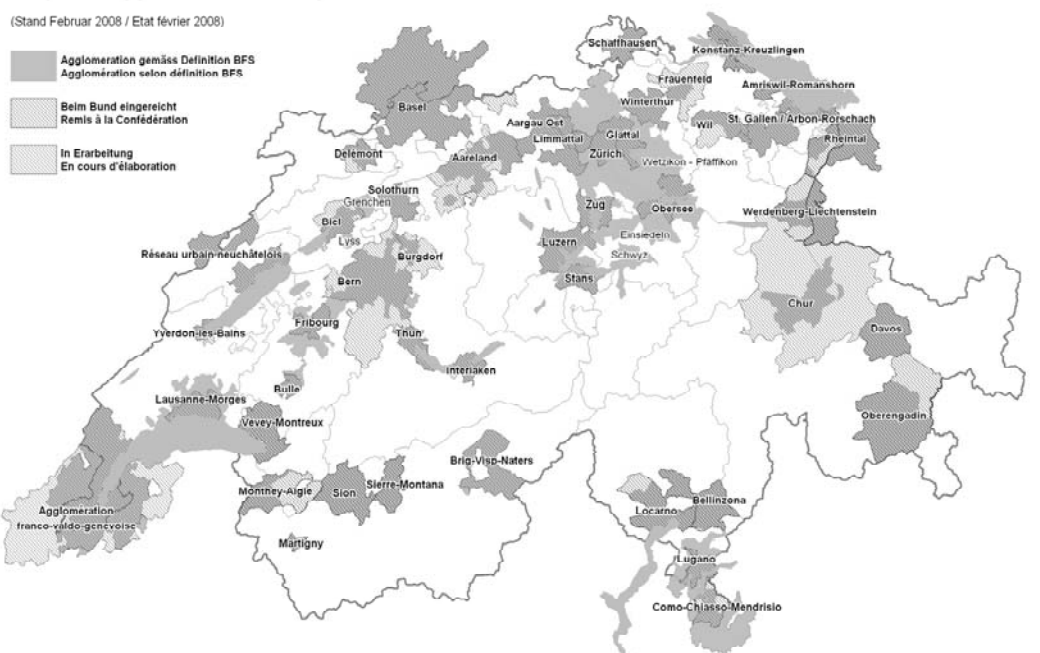 (Stand Februar 2008 / Etat février 2008)
Agglomeration gemäss Definition BFS
Agglomération selon définition BFS
Beim Bund eingereicht
Remis à la Confédération
In Erarbeitung
En cours d'élaboration
Schaffhausen
Konstanz-Kreuzlingen
Frauenfeld
Amriswil-Romanshorn
Basel
Winterthur
Aargau Ost
Wil
St. Gallen / Arbon-Rorschach
Limmattal
Glattal
Rheintal
Delémont
Aareland
Zürich
Wetzikon - Pfäffikon
Solothurn
Grenchen
Zug
Obersee
Werdenberg-Liechtenstein
Biel
Lyss
Einsiedeln
Luzern
Réseau urbain-neuchâtelois
Burgdorf
Schwyz
Bern
Stans
Chur
Fribourg
Yverdon-les-Bains
Thun
Davos
Interlaken
Bulle
Lausanne-Morges
Oberengadin
Vevey-Montreux
Brig-Visp-Naters
Monthey-Aigle
Sion
Sierre-Montana
Bellinzona
Locarno
Agglomération
franco-valdo-genevoise
Martigny
Lugano
Como-Chiasso-Mendrisio